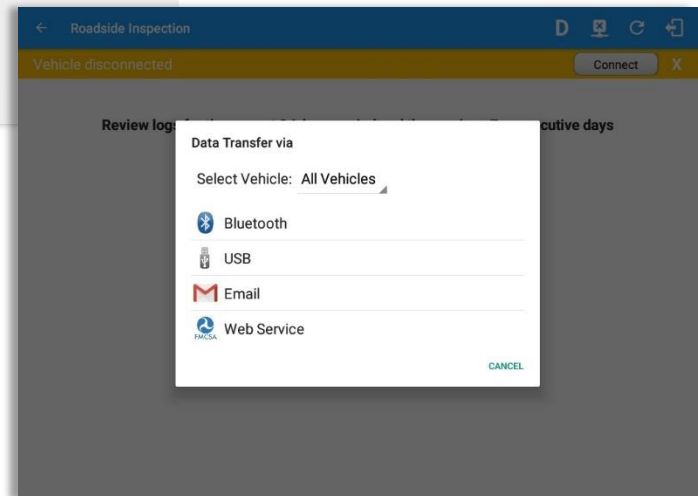 Roadside Inspection
D
Vehicle disconnected
Connect
X
Review logs
cutive days
Data Transfer via
Select Vehicle: All Vehicles
Bluetooth
USB
Email
FMCSA
Web Service
CANCEL